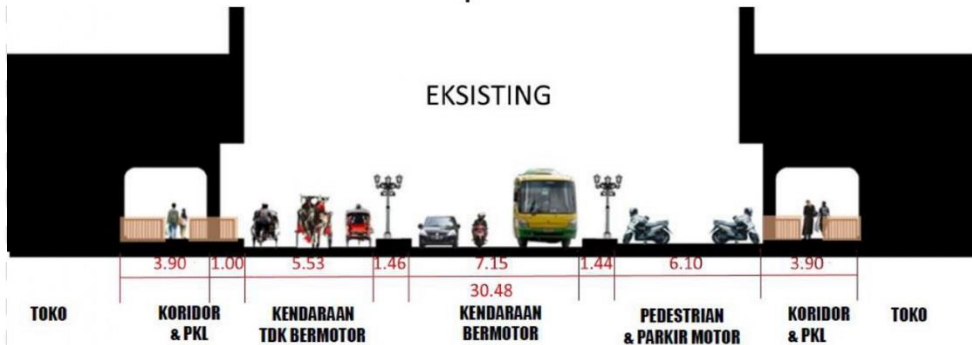 EKSISTING
3.90 1.00 5.53 1.46 7.15 1.44 6.10 3.90
30.48
TOKO KORIDOR & PKL KENDARAAN TDK BERMOTOR KENDARAAN BERMOTOR PEDESTRIAN & PARKIR MOTOR KORIDOR & PKL TOKO